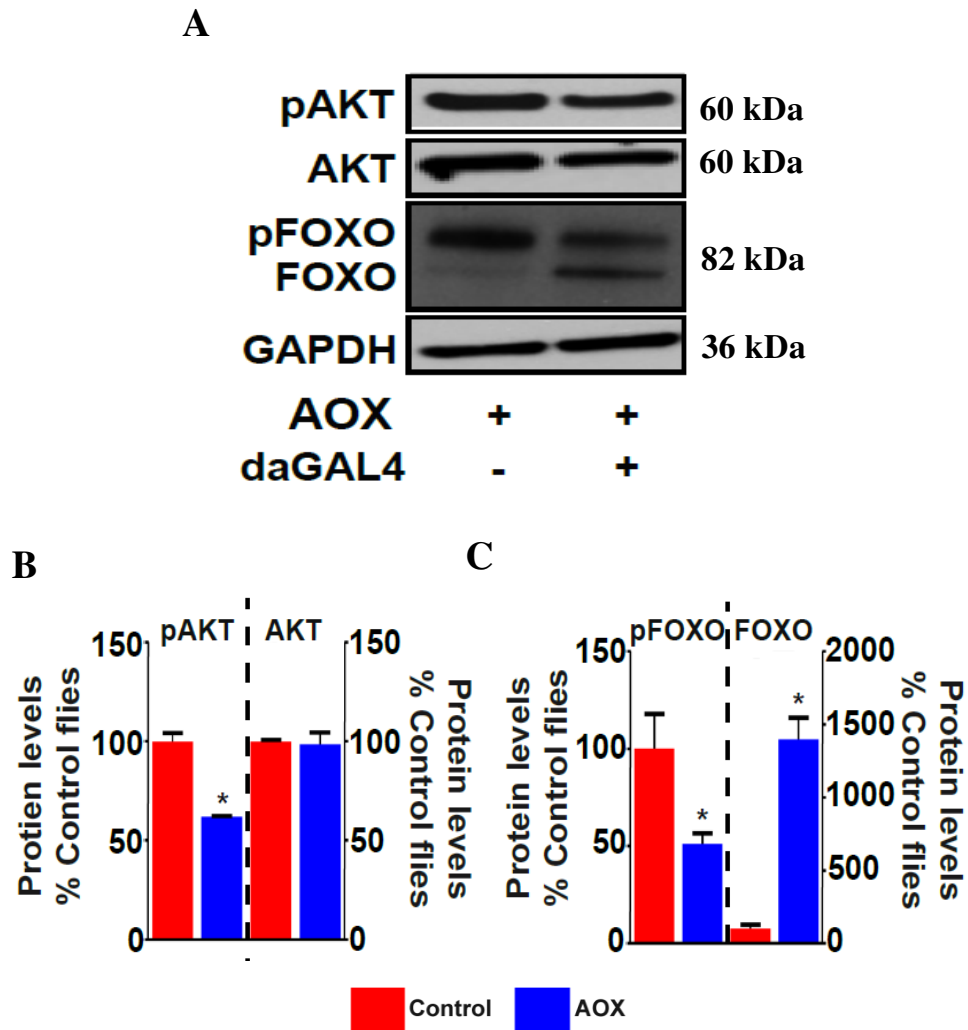 A
pAKT 60 kDa
AKT 60 kDa
pFOXO
FOXO
82 kDa
GAPDH 36 kDa
AOX + +
daGAL4 - +
B
Protien levels
% Control flies
150
100
50
0
pAKT AKT
*
150
100
50
0
Protein levels
% Control flies
C
Protein levels
% Control flies
150
100
50
0
pFOXO FOXO
*
*
2000
1500
1000
500
0
Protein levels
% Control flies
Control AOX